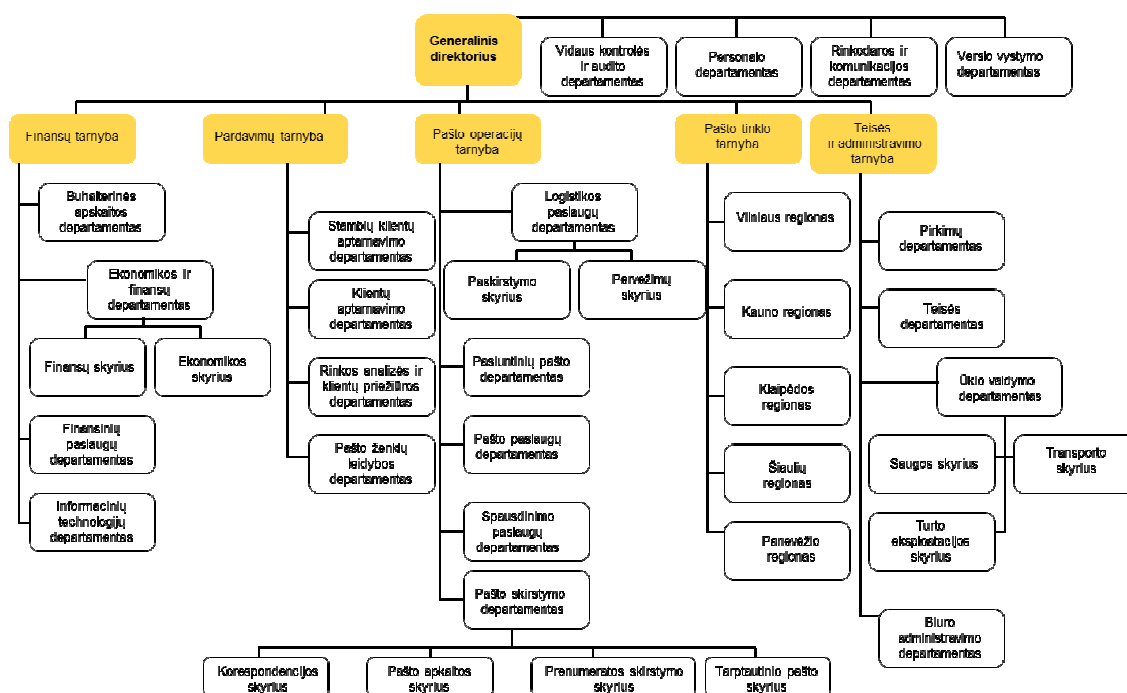 Generalinis
direktorius
Vidaus kontrolės
ir audito
departamentas
Personalo
departamentas
Rinkodaros ir
komunikacijos
departamentas
Verslo vystymo
departamentas
Finansų tarnyba
Pardavimų tarnyba
Pašto operacijų
tarnyba
Pašto tinklo
tarnyba
Teisės
ir administravimo
tarnyba
Buhalterinės
apskaitos
departamentas
Ekonomikos ir
finansų
departamentas
Finansų skyrius
Ekonomikos
skyrius
Finansinių
paslaugų
departamentas
Informacinių
technologijų
departamentas
Stambių klientų
aptarnavimo
departamentas
Klientų
aptarnavimo
departamentas
Rinkos analizės ir
klientų priežiūros
departamentas
Pašto ženklų
leidybos
departamentas
Logistikos
paslaugų
departamentas
Paskirstymo
skyrius
Pervežimų
skyrius
Pasiuntinių pašto
departamentas
Pašto paslaugų
departamentas
Spausdinimo
paslaugų
departamentas
Pašto skirstymo
departamentas
Korespondencijos
skyrius
Pašto apkaitos
skyrius
Prenumeratos skirstymo
skyrius
Tarptautinio pašto
skyrius
Vilniaus regionas
Kauno regionas
Klaipėdos
regionas
Šiaulių
regionas
Panevėžio
regionas
Pirkimų
departamentas
Teisės
departamentas
Ūkio valdymo
departamentas
Saugos skyrius
Transporto
skyrius
Turto
eksploatacijos
skyrius
Biuro
administravimo
departamentas